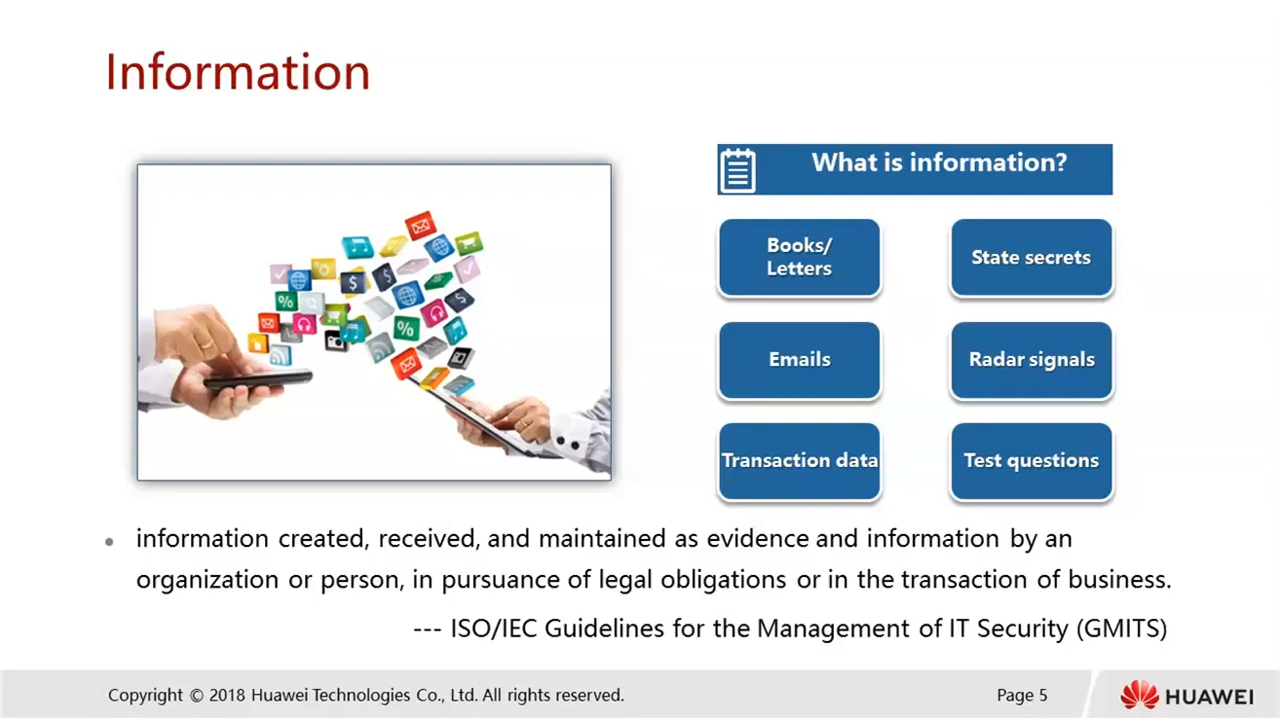 Information
What is information?
Books/
Letters
State secrets
Emails
Radar signals
Transaction data
Test questions
information created, received, and maintained as evidence and information by an
organization or person, in pursuance of legal obligations or in the transaction of business.
--- ISO/IEC Guidelines for the Management of IT Security (GMITS)
Copyright © 2018 Huawei Technologies Co., Ltd. All rights reserved.
Page 5
HUAWEI